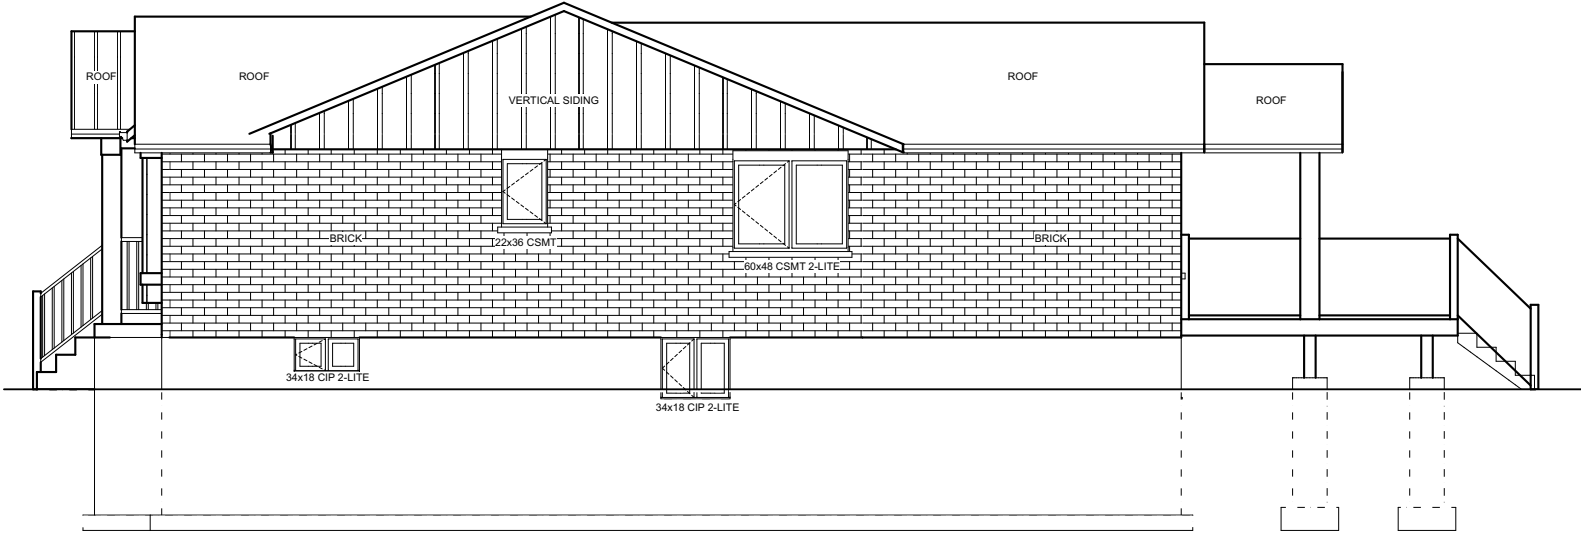 ROOF
ROOF
ROOF
ROOF
VERTICAL SIDING
BRICK
22x36 CSMT
BRICK
60x48 CSMT 2-LITE
34x18 CIP 2-LITE
34x18 CIP 2-LITE